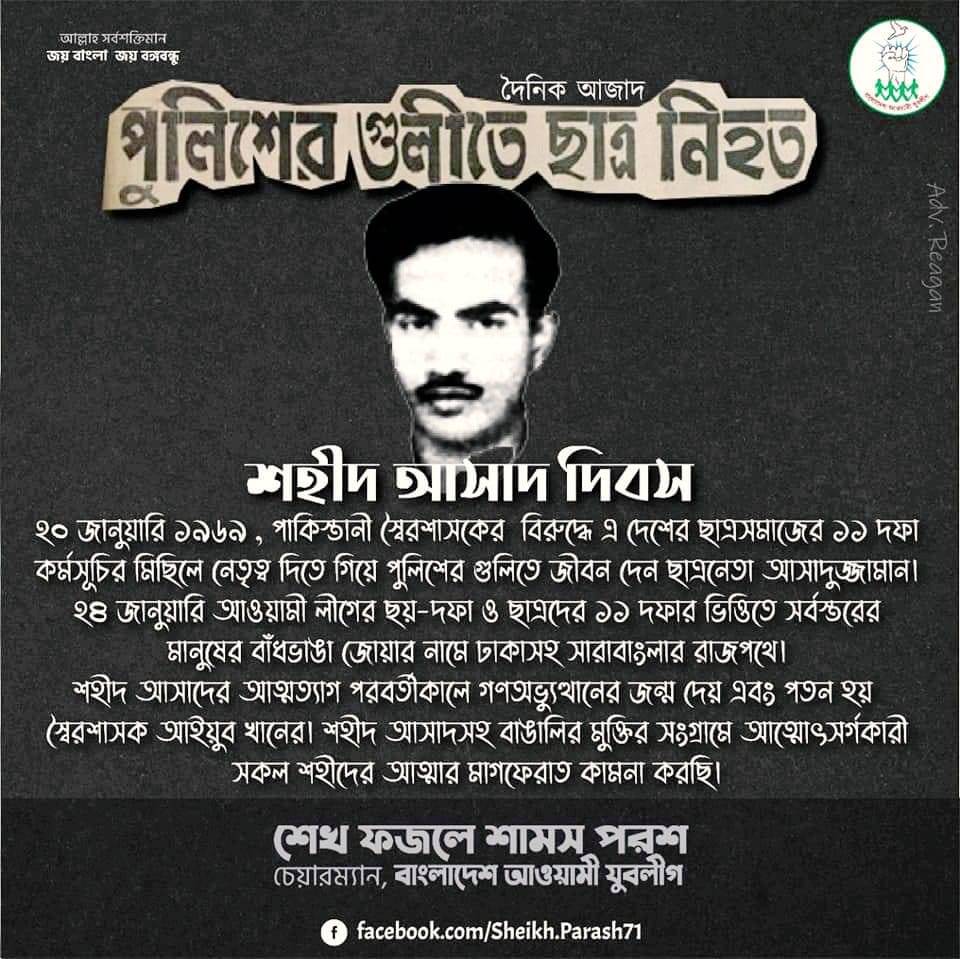 আল্লাহ সর্বশক্তিমান
জয় বাংলা জয় বঙ্গবন্ধু
দৈনিক আজাদ
পুলিশের গুলীতে ছাত্র নিহত
বাংলাদেশ আওয়ামী যুবলীগ
Adv. Reagan
শহীদ আসাদ দিবস
২০ জানুয়ারি ১৯৬৯ , পাকিস্তানী স্বৈরশাসকের বিরুদ্ধে এ দেশের ছাত্রসমাজের ১১ দফা
কর্মসূচির মিছিলে নেতৃত্ব দিতে গিয়ে পুলিশের গুলিতে জীবন দেন ছাত্রনেতা আসাদুজ্জামান।
২৪ জানুয়ারি আওয়ামী লীগের ছয়-দফা ও ছাত্রদের ১১ দফার ভিত্তিতে সর্বস্তরের
মানুষের বাঁধভাঙা জোয়ার নামে ঢাকাসহ সারাবাংলার রাজপথে।
শহীদ আসাদের আত্মত্যাগ পরবর্তীকালে গণঅভ্যুথানের জন্ম দেয় এবং পতন হয়
স্বৈরশাসক আইয়ুব খানের। শহীদ আসাদসহ বাঙালির মুক্তির সংগ্রামে আত্মোৎসর্গকারী
সকল শহীদের আত্মার মাগফেরাত কামনা করছি।
শেখ ফজলে শামস্ পরশ
চেয়ারম্যান, বাংলাদেশ আওয়ামী যুবলীগ
facebook.com/Sheikh.Parash71